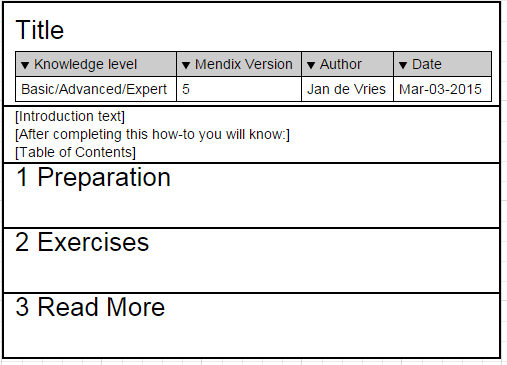 Title
▼ Knowledge level ▼ Mendix Version ▼ Author ▼ Date
Basic/Advanced/Expert 5 Jan de Vries Mar-03-2015
[Introduction text]
[After completing this how-to you will know:]
[Table of Contents]
1 Preparation
2 Exercises
3 Read More